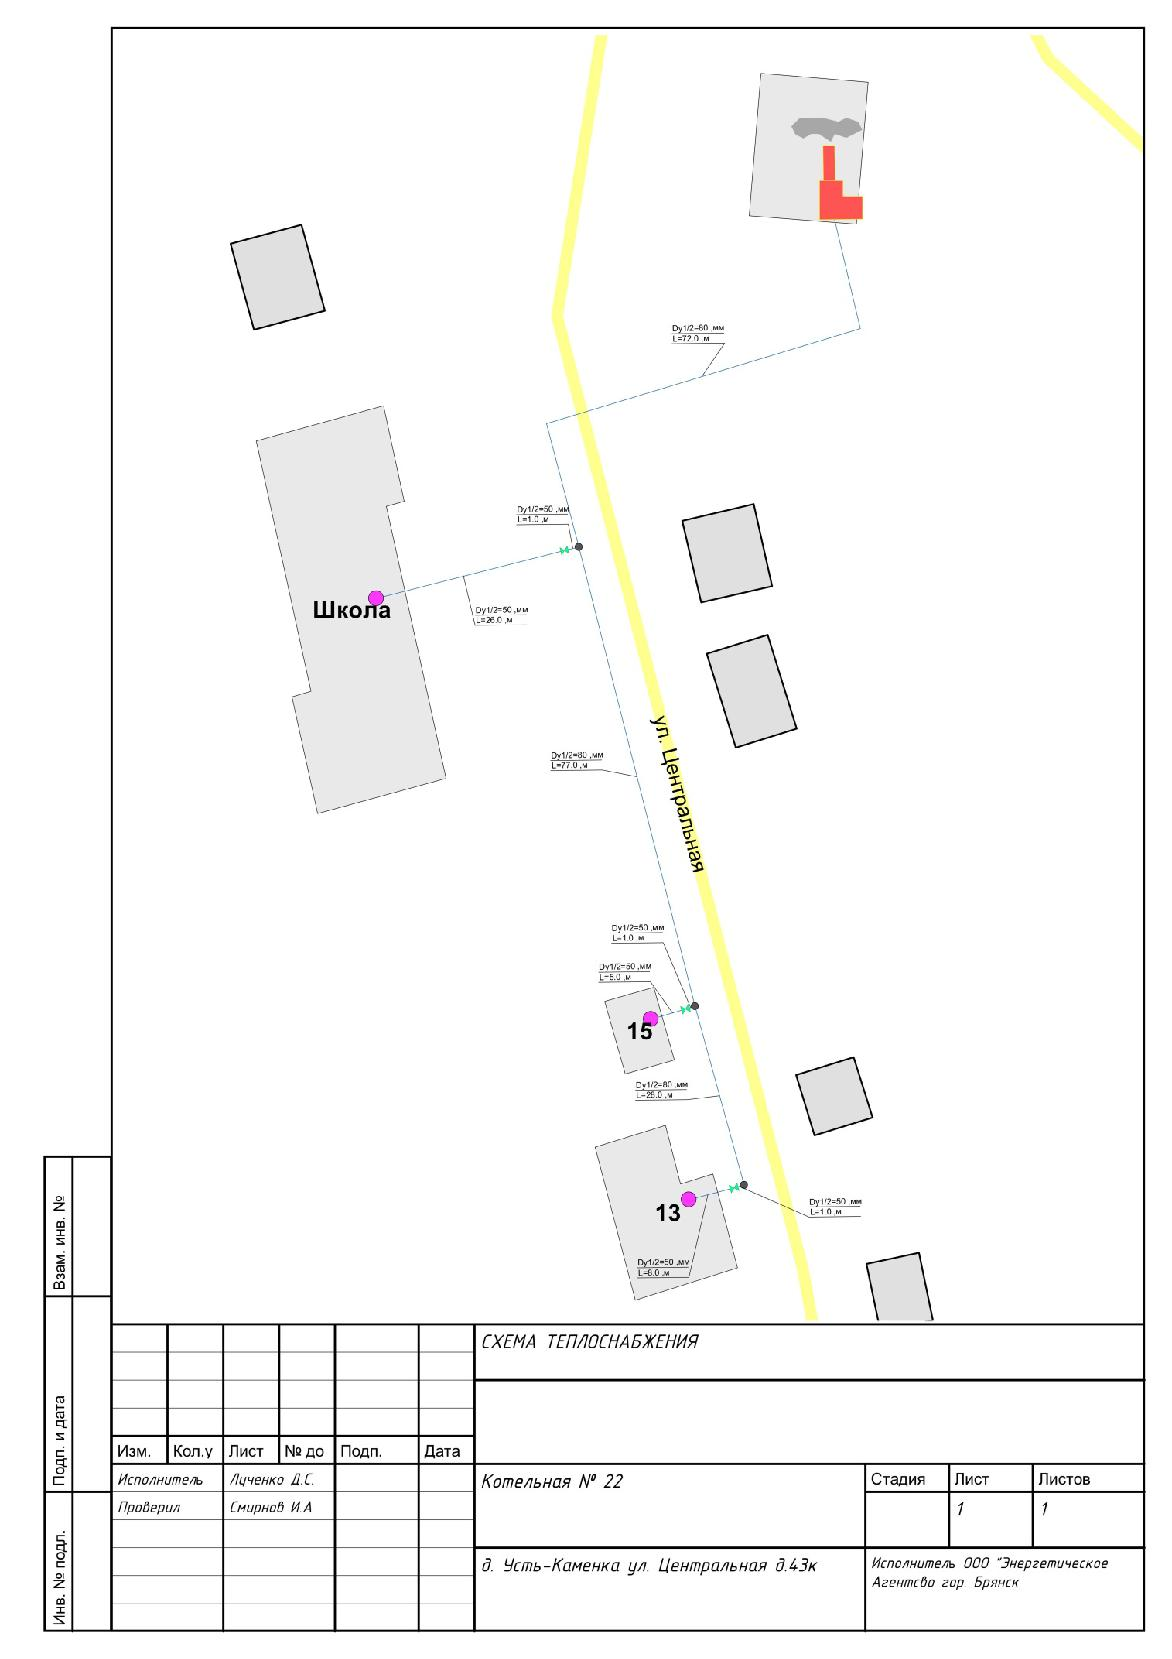 Dy1/2=80 ,мм
L=72.0 ,м
Dy1/2=50 ,мм
L=1.0 ,м
Школа
Dy1/2=50 ,мм
L=26.0 ,м
ул. Центральная
Dy1/2=80 ,мм
L=77.0 ,м
Dy1/2=50 ,мм
L=1.0 ,м
Dy1/2=50 ,мм
L=5.0 ,м
15
Dy1/2=80 ,мм
L=28.0 ,м
13
Dy1/2=50 ,мм
L=1.0 ,м
Dy1/2=50 ,мм
L=6.0 ,м
Взам. инв. №
Подп. и дата
Инв. № подл.
СХЕМА ТЕПЛОСНАБЖЕНИЯ
Изм. Кол.у Лист № до Подп. Дата
Исполнитель Лученко Д.С.
Проверил Смирнов И.А
Котельная № 22
Стадия Лист Листов
1 1
д. Усть-Каменка ул. Центральная д.43к
Исполнитель ООО "Энергетическое
Агентсво гор. Брянск